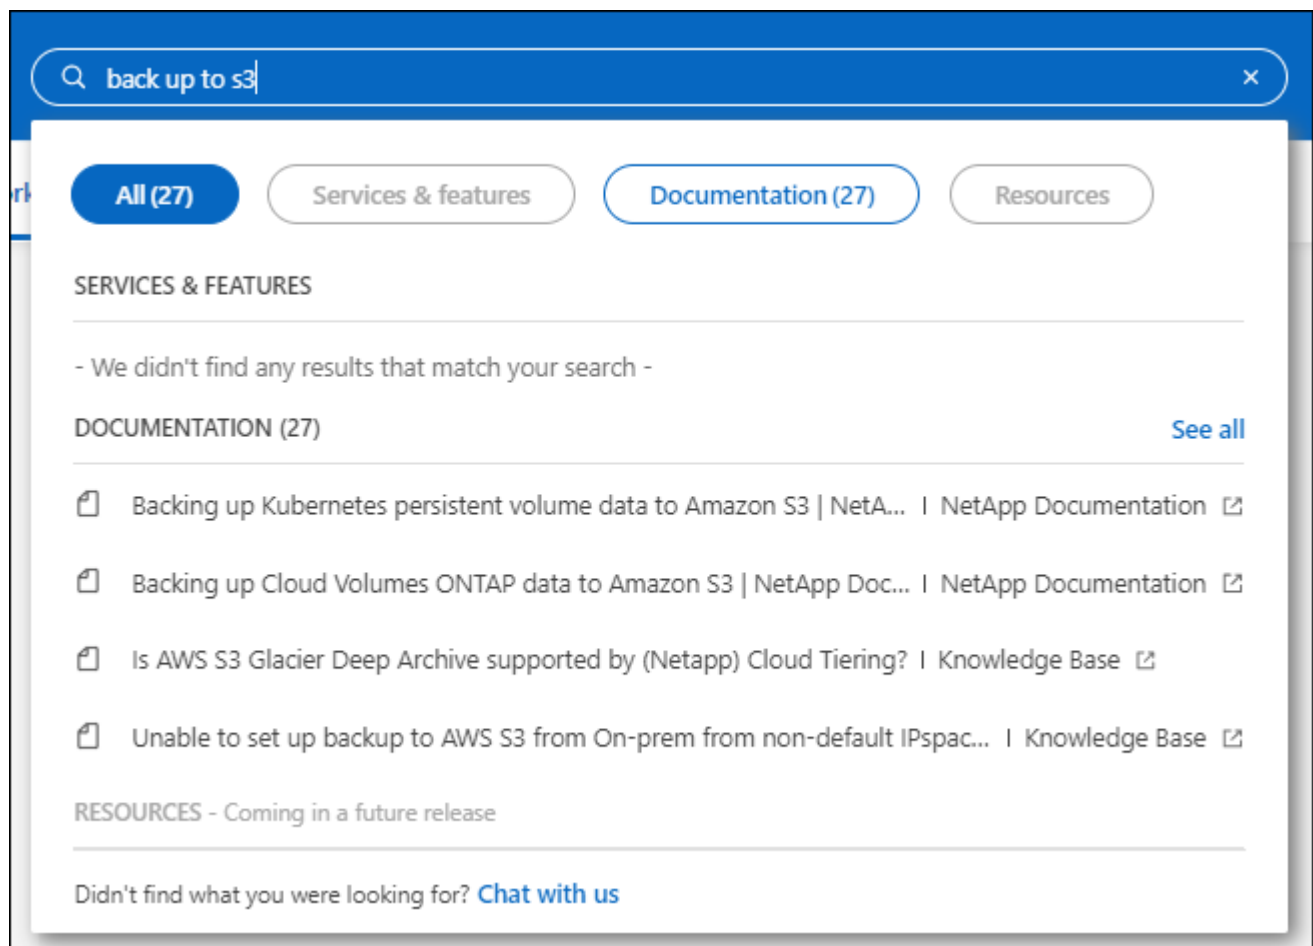 back up to s3
rk
All (27)
Services & features
Documentation (27)
Resources
SERVICES & FEATURES
- We didn't find any results that match your search -
DOCUMENTATION (27) See all
Backing up Kubernetes persistent volume data to Amazon S3 | NetA... | NetApp Documentation
Backing up Cloud Volumes ONTAP data to Amazon S3 | NetApp Doc... | NetApp Documentation
Is AWS S3 Glacier Deep Archive supported by (Netapp) Cloud Tiering? | Knowledge Base
Unable to set up backup to AWS S3 from On-prem from non-default IPspac... | Knowledge Base
RESOURCES - Coming in a future release
Didn't find what you were looking for? Chat with us